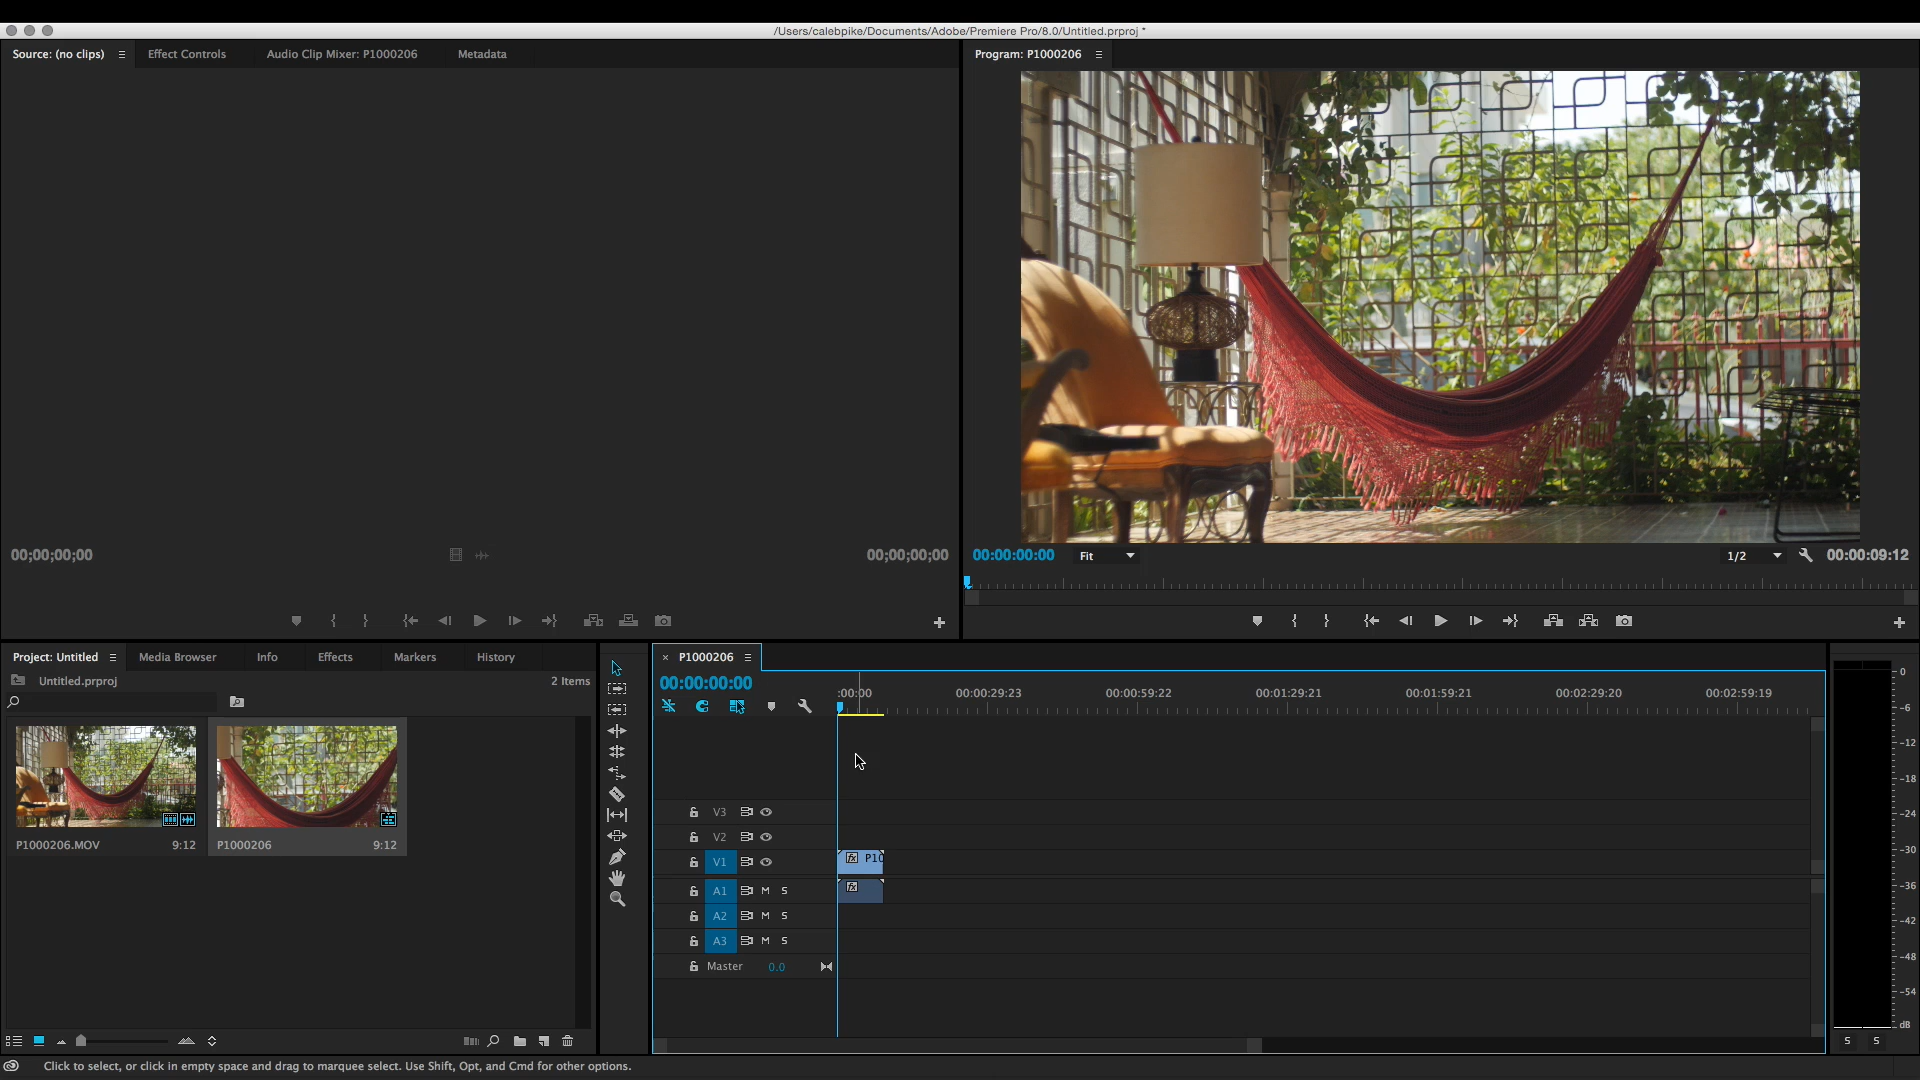 /Users/calebpike/Documents/Adobe/Premiere Pro/8.0/Untitled.prproj *
Source: (no clips) Effect Controls Audio Clip Mixer: P1000206 Metadata
Program: P1000206
00;00;00;00 00;00;00;00
00:00:00:00 Fit 1/2 00:00:09:12
Project: Untitled Media Browser Info Effects Markers History
Untitled.prproj 2 Items
P1000206.MOV 9:12 P1000206 9:12
× P1000206
00:00:00:00
:00:00 00:00:29:23 00:00:59:22 00:01:29:21 00:01:59:21 00:02:29:20 00:02:59:19
V3
V2
V1 fx P10
A1 M S fx
A2 M S
A3 M S
Master 0.0
0
-6
-12
-18
-24
-30
-36
-42
-48
-54
dB
S S
Click to select, or click in empty space and drag to marquee select. Use Shift, Opt, and Cmd for other options.